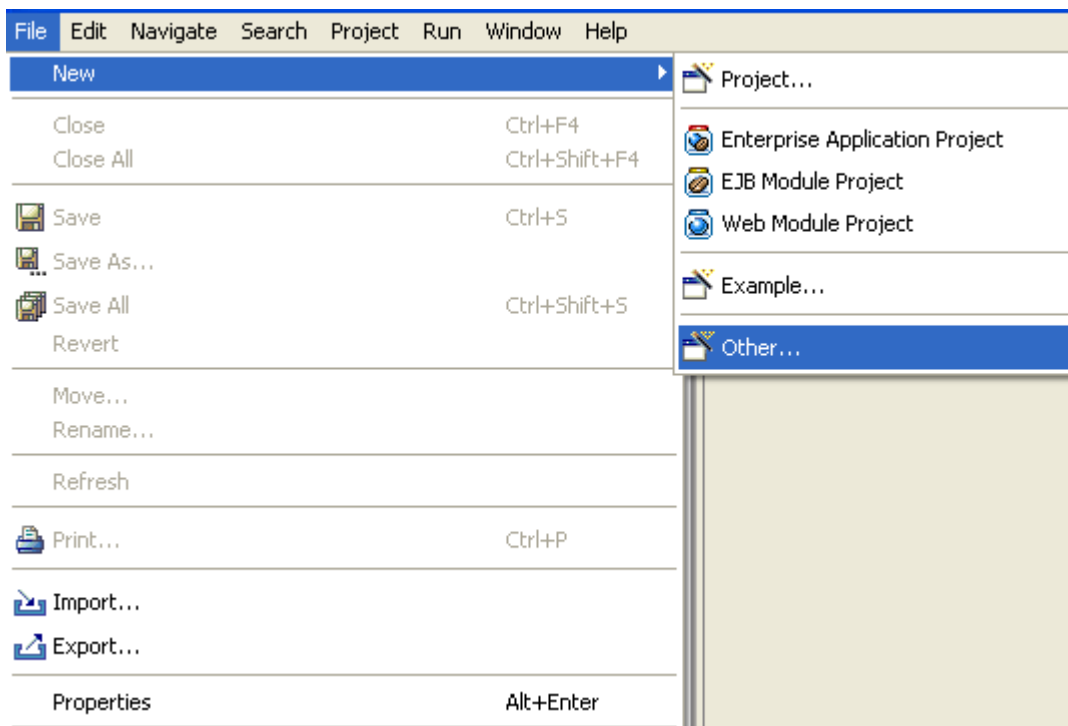 File Edit Navigate Search Project Run Window Help
New
Close Ctrl+F4
Close All Ctrl+Shift+F4
Save Ctrl+S
Save As...
Save All Ctrl+Shift+S
Revert
Move...
Rename...
Refresh
Print... Ctrl+P
Import...
Export...
Properties Alt+Enter
Project...
Enterprise Application Project
EJB Module Project
Web Module Project
Example...
Other...